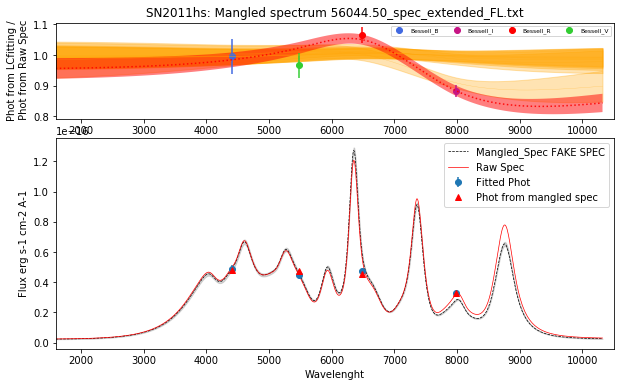 SN2011hs: Mangled spectrum 56044.50_spec_extended_FL.txt
Phot from LCfitting /
Phot from Raw Spec
1.1
1.0
0.9
0.8
Bessell_B
Bessell_I
Bessell_R
Bessell_V
2000 3000 4000 5000 6000 7000 8000 9000 10000
1e−16
Flux erg s-1 cm-2 A-1
1.2
1.0
0.8
0.6
0.4
0.2
0.0
Mangled_Spec FAKE SPEC
Raw Spec
Fitted Phot
Phot from mangled spec
2000 3000 4000 5000 6000 7000 8000 9000 10000
Wavelenght